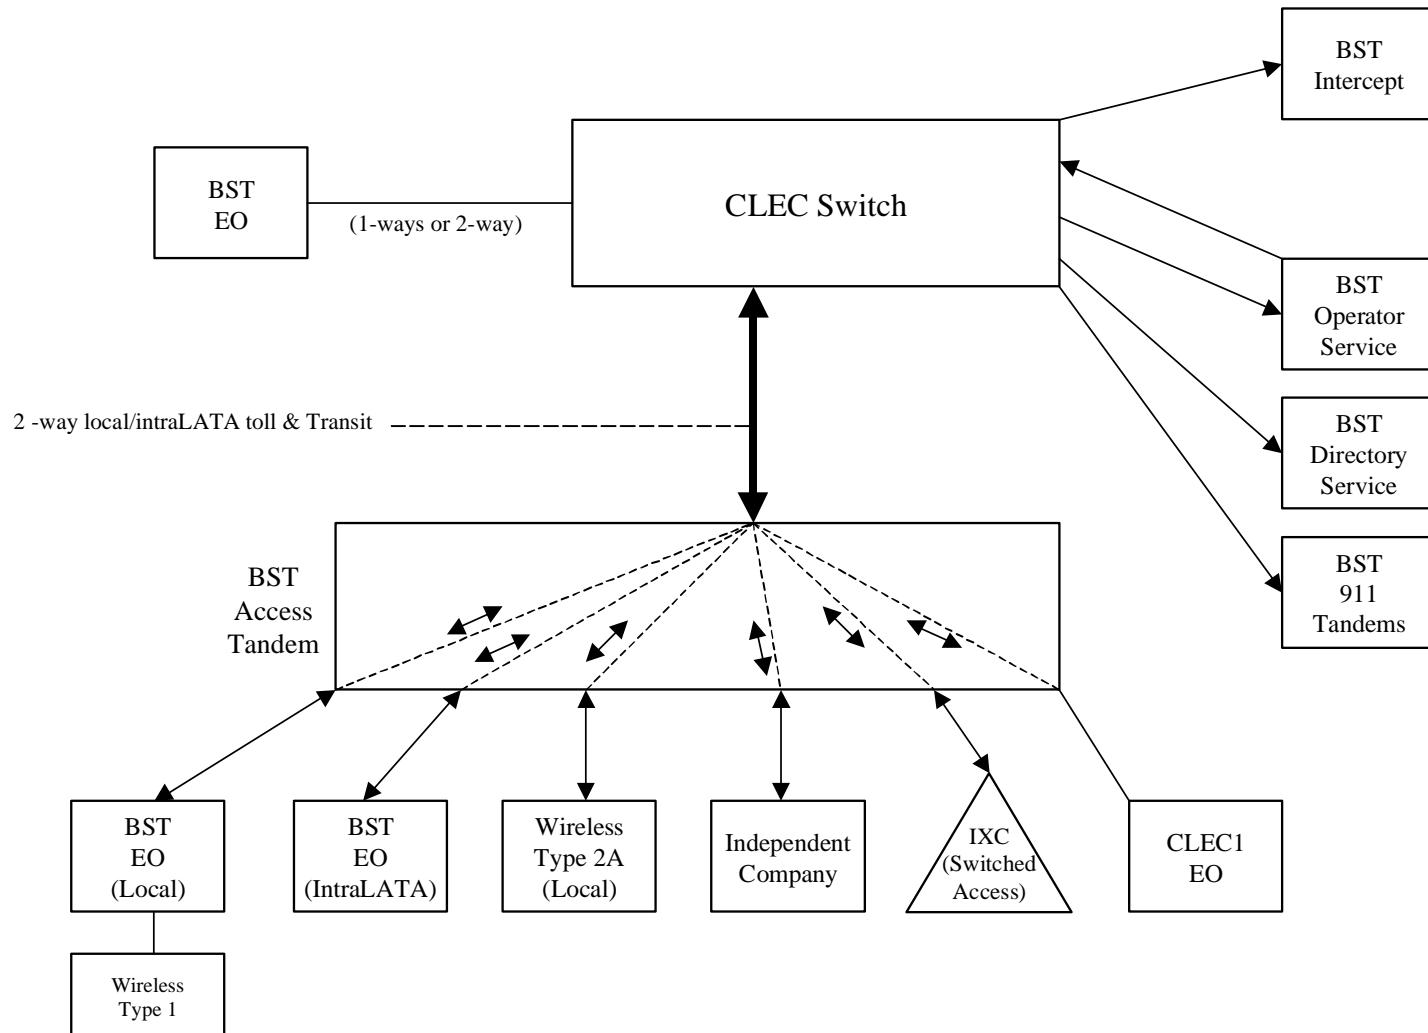 BST
Intercept
BST
EO
(1-ways or 2-way)
CLEC Switch
BST
Operator
Service
2 -way local/intraLATA toll & Transit
BST
Directory
Service
BST
911
Tandems
BST
Access
Tandem
BST
EO
(Local)
BST
EO
(IntraLATA)
Wireless
Type 2A
(Local)
Independent
Company
IXC
(Switched
Access)
CLEC1
EO
Wireless
Type 1